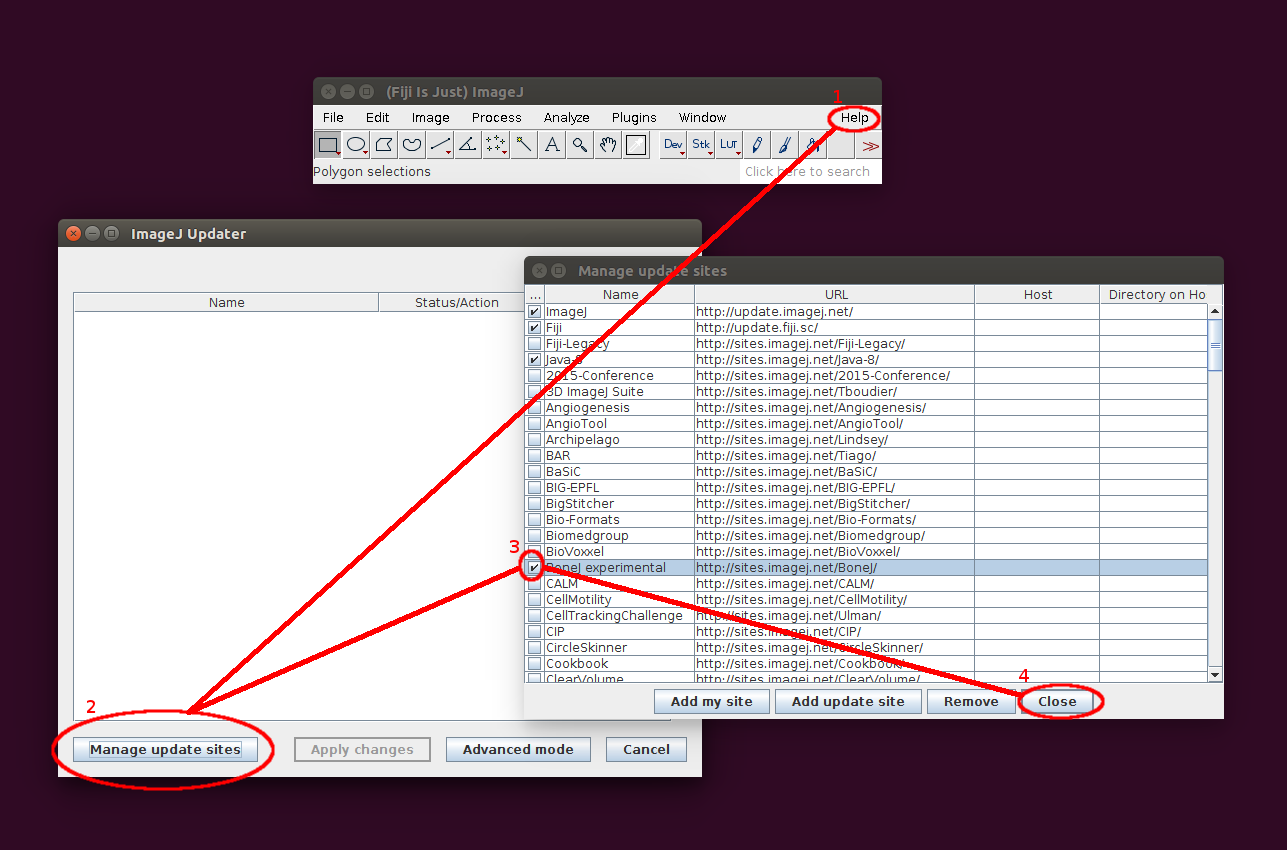 (Fiji Is Just) ImageJ
1
File Edit Image Process Analyze Plugins Window Help
A Dev Stk LUT ≫
Polygon selections Click here to search
ImageJ Updater
Name Status/Action
Manage update sites
... Name URL Host Directory on Ho
ImageJ http://update.imagej.net/
Fiji http://update.fiji.sc/
Fiji-Legacy http://sites.imagej.net/Fiji-Legacy/
Java-8 http://sites.imagej.net/Java-8/
2015-Conference http://sites.imagej.net/2015-Conference/
3D ImageJ Suite http://sites.imagej.net/Tboudier/
Angiogenesis http://sites.imagej.net/Angiogenesis/
AngioTool http://sites.imagej.net/AngioTool/
Archipelago http://sites.imagej.net/Lindsey/
BAR http://sites.imagej.net/Tiago/
BaSiC http://sites.imagej.net/BaSiC/
BIG-EPFL http://sites.imagej.net/BIG-EPFL/
BigStitcher http://sites.imagej.net/BigStitcher/
Bio-Formats http://sites.imagej.net/Bio-Formats/
Biomedgroup http://sites.imagej.net/Biomedgroup/
3
BioVoxxel http://sites.imagej.net/BioVoxxel/
BoneJ experimental http://sites.imagej.net/BoneJ/
CALM http://sites.imagej.net/CALM/
CellMotility http://sites.imagej.net/CellMotility/
CellTrackingChallenge http://sites.imagej.net/Ulman/
CIP http://sites.imagej.net/CIP/
CircleSkinner http://sites.imagej.net/CircleSkinner/
Cookbook http://sites.imagej.net/Cookbook/
ClearVolume http://sites.imagej.net/ClearVolume/
4
Add my site Add update site Remove Close
2
Manage update sites Apply changes Advanced mode Cancel